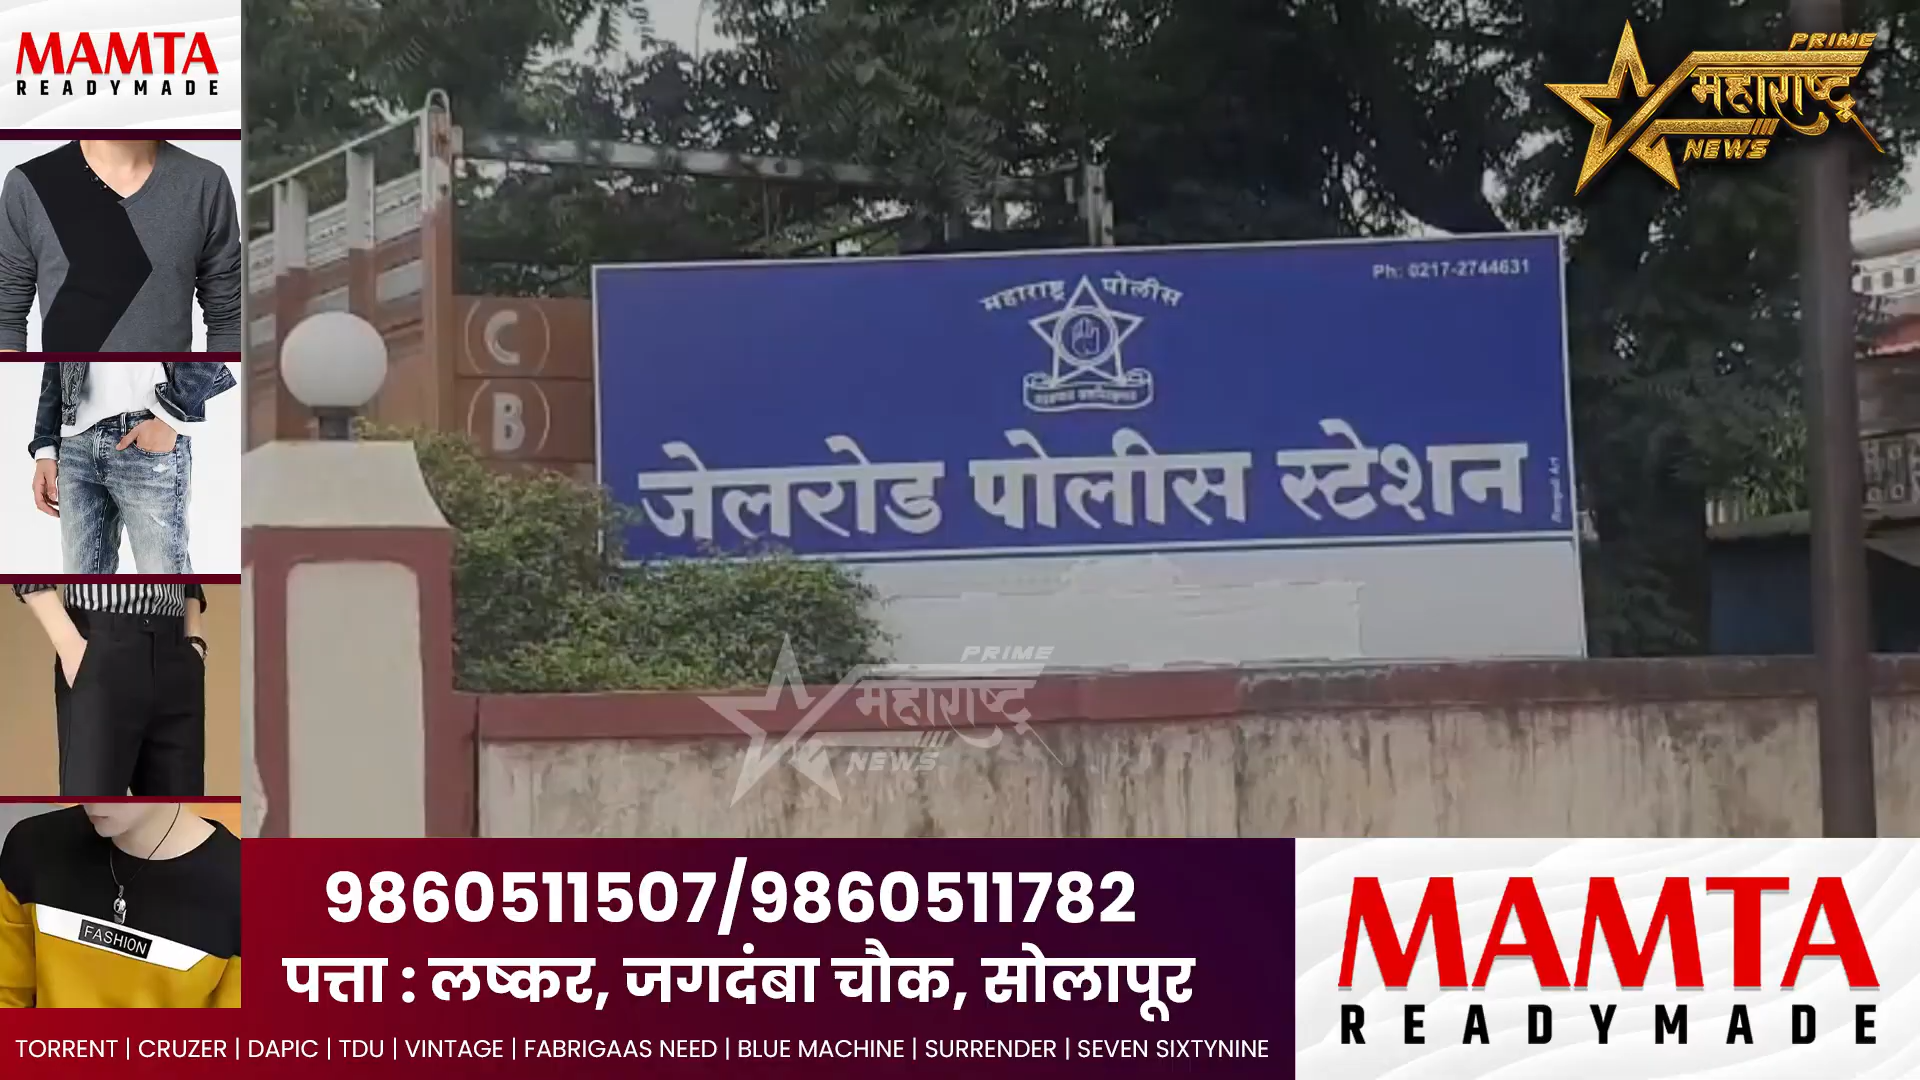 MAMTA
READYMADE
PRIME
महाराष्ट्र
NEWS
Ph: 0217-2744631
महाराष्ट्र पोलीस
C
B
जेलरोड पोलीस स्टेशन
PRIME
महाराष्ट्र
NEWS
FASHION
9860511507/9860511782
पत्ता : लष्कर, जगदंबा चौक, सोलापूर
TORRENT | CRUZER | DAPIC | TDU | VINTAGE | FABRIGAAS NEED | BLUE MACHINE | SURRENDER | SEVEN SIXTYNINE
MAMTA
READYMADE